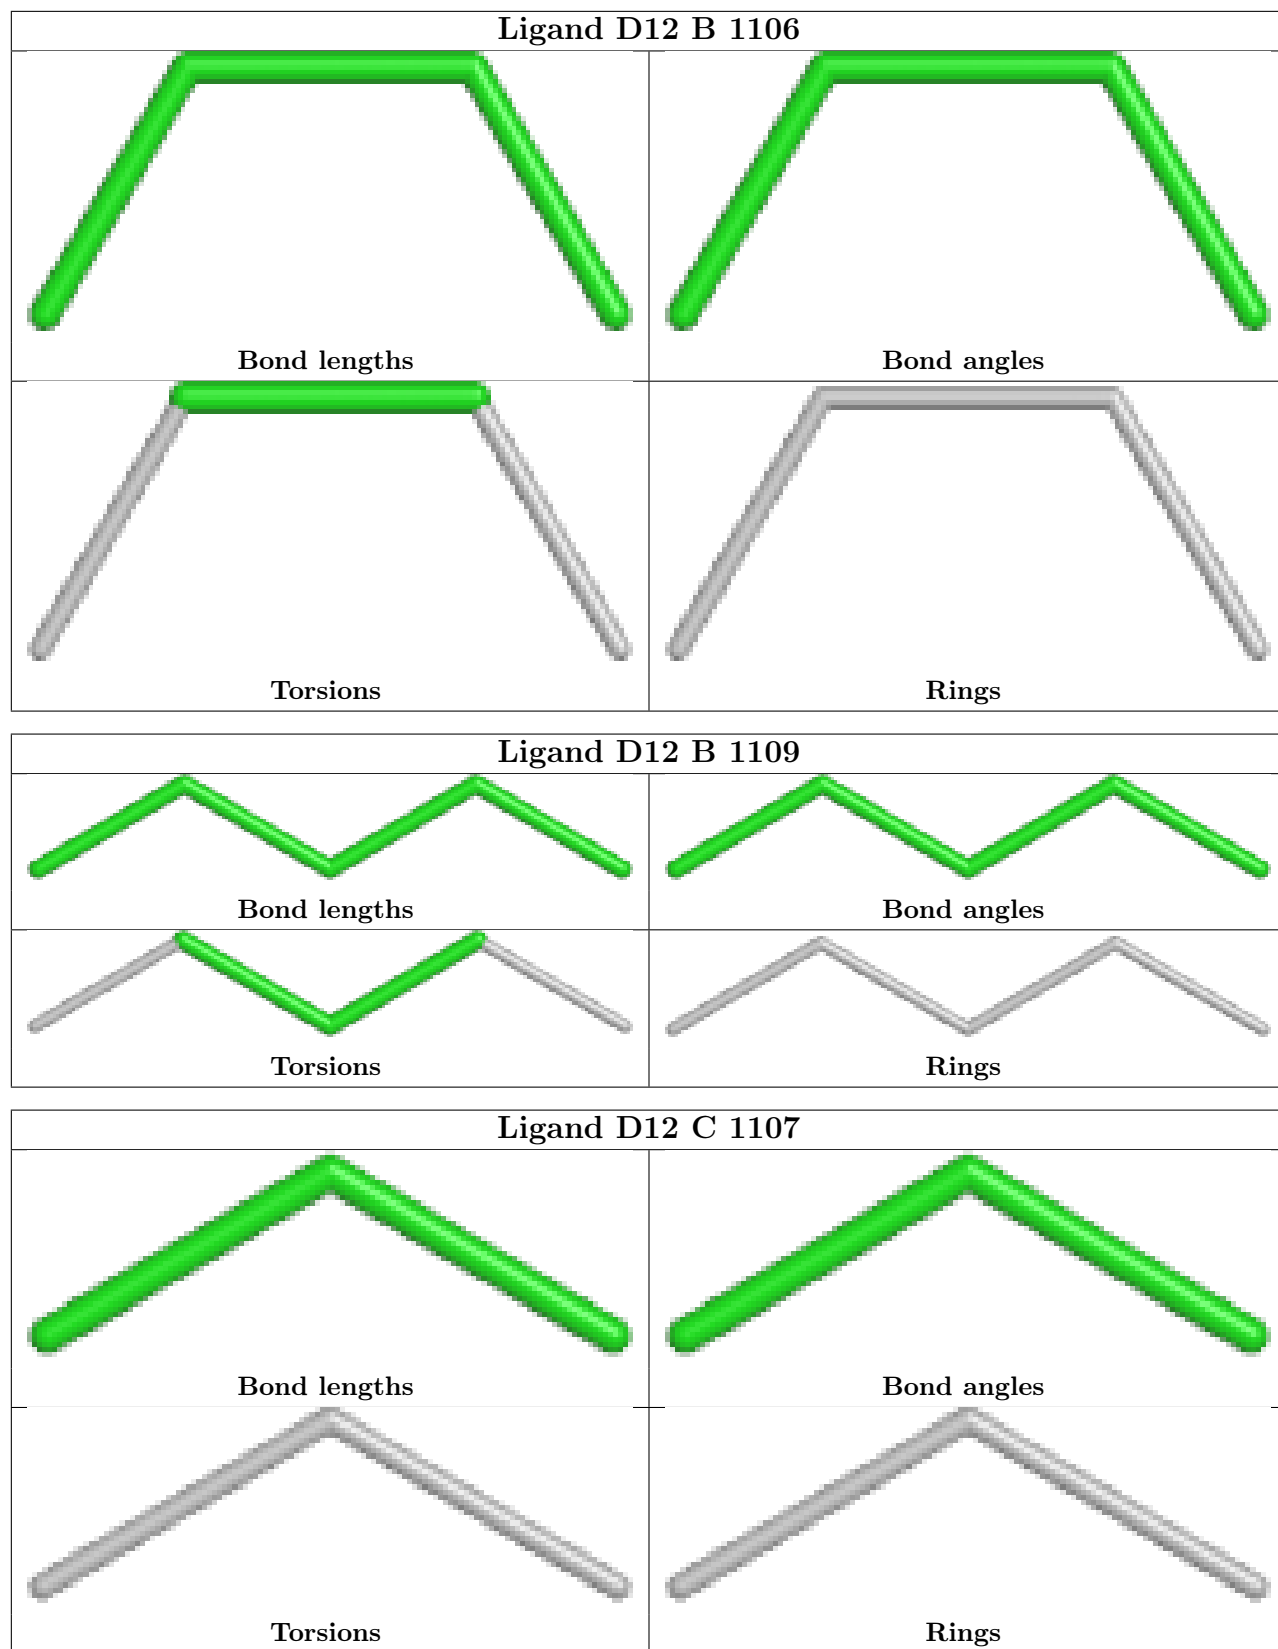 Ligand D12 B 1106
Bond lengths
Bond angles
Torsions
Rings
Ligand D12 B 1109
Bond lengths
Bond angles
Torsions
Rings
Ligand D12 C 1107
Bond lengths
Bond angles
Torsions
Rings